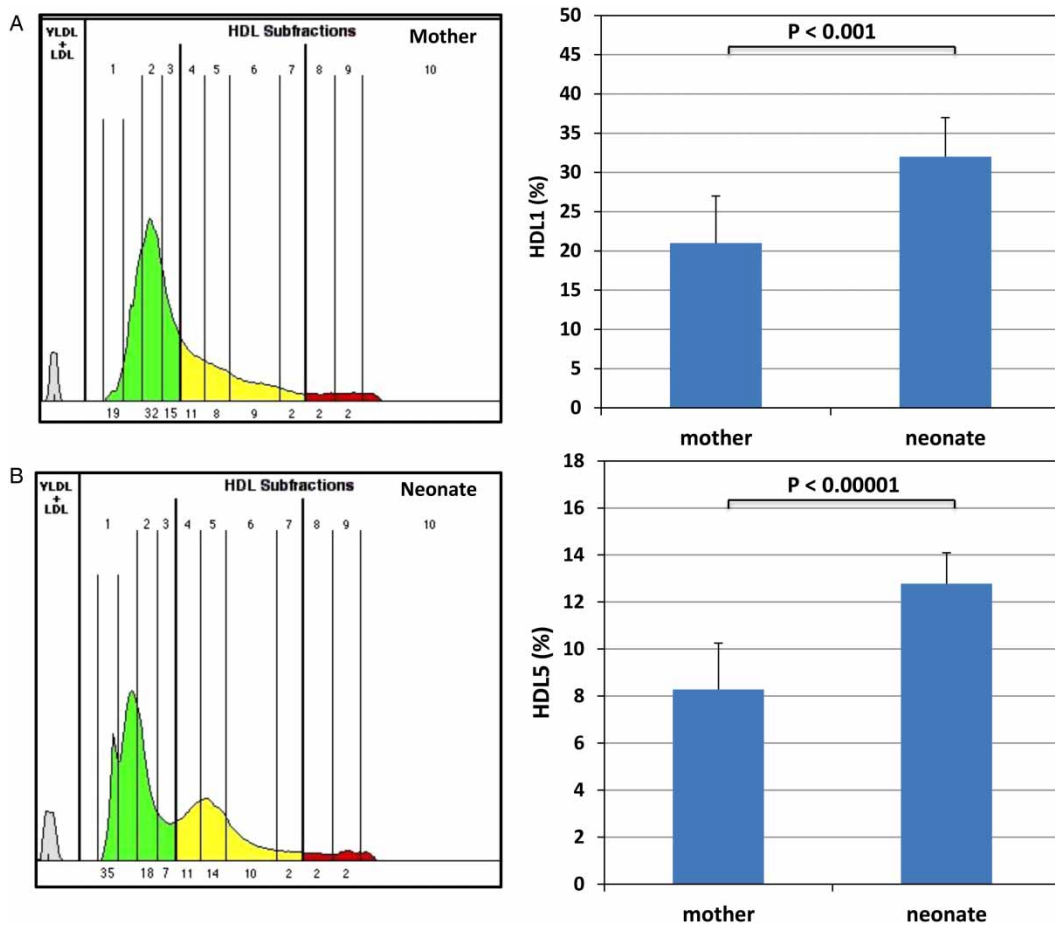 A
YLDL + LDL
HDL Subfractions
Mother
1 2 3 4 5 6 7 8 9 10
19 32 15 11 8 9 2 2 2
50
45
40
35
30
25
20
15
10
5
0
HDL1 (%)
P < 0.001
mother neonate
B
YLDL + LDL
HDL Subfractions
Neonate
1 2 3 4 5 6 7 8 9 10
35 18 7 11 14 10 2 2 2
18
16
14
12
10
8
6
4
2
0
HDL5 (%)
P < 0.00001
mother neonate